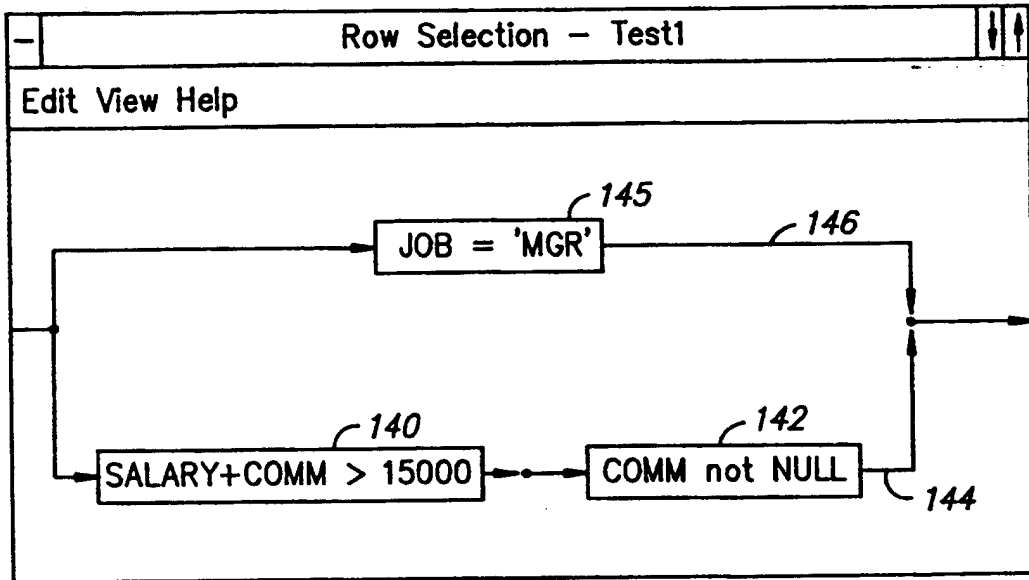 Row Selection – Test1
Edit View Help
145
JOB = 'MGR'
146
140
142
SALARY+COMM > 15000
COMM not NULL
144